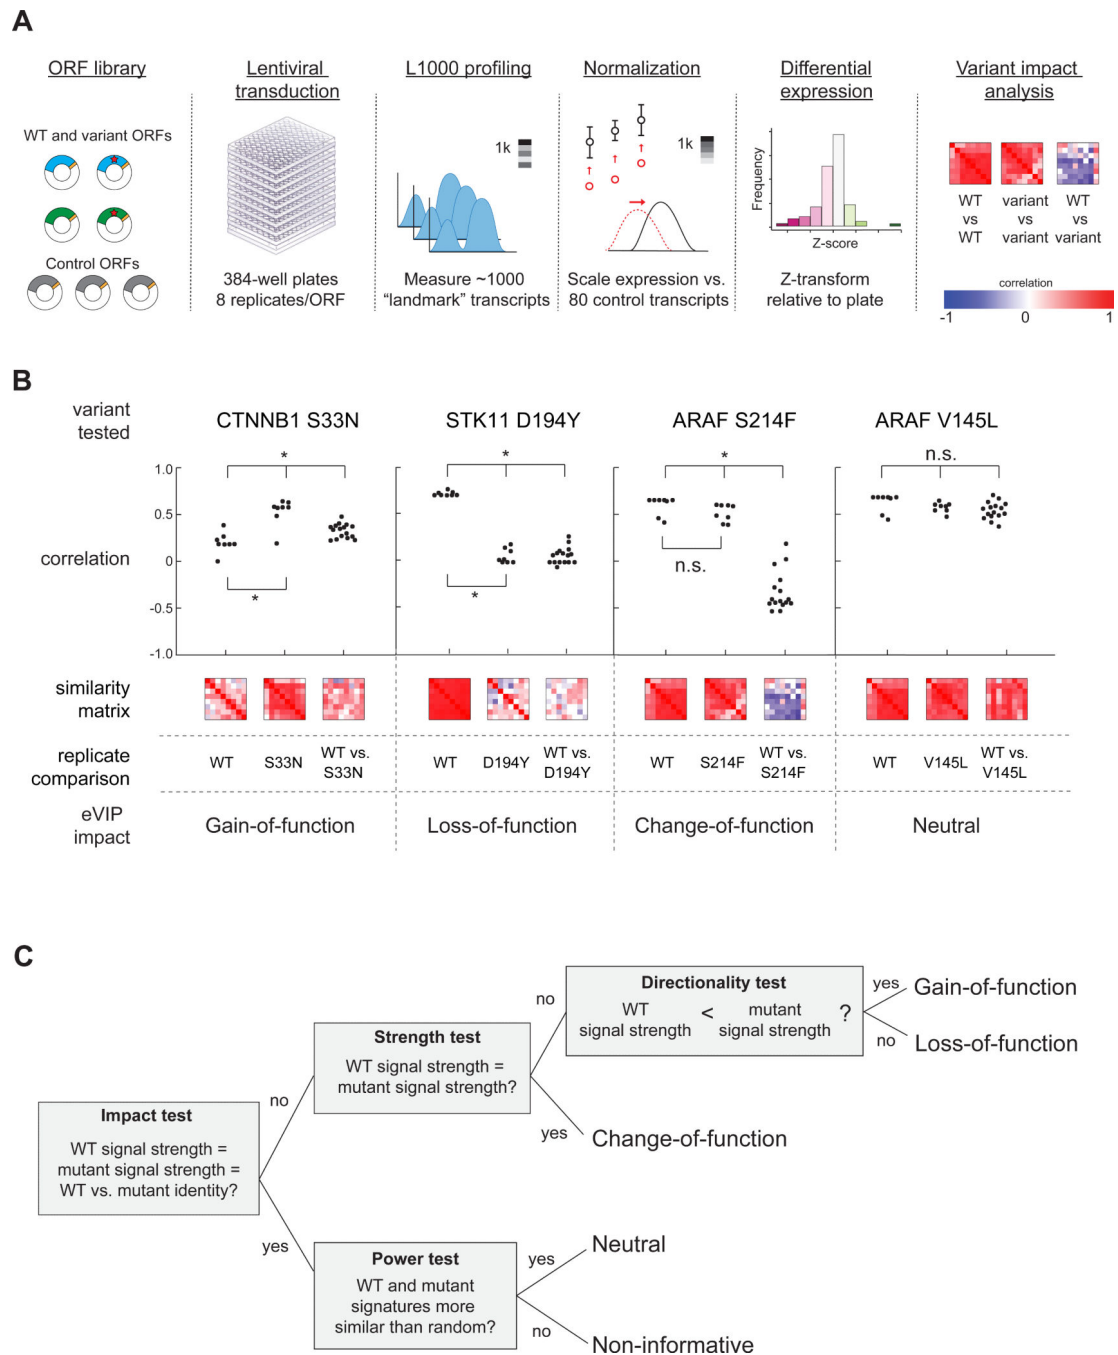 A
ORF library
Lentiviral
transduction
L1000 profiling
Normalization
Differential
expression
Variant impact
analysis
WT and variant ORFs
Control ORFs
384-well plates
8 replicates/ORF
1k
Measure ~1000
“landmark” transcripts
1k
Scale expression vs.
80 control transcripts
Frequency
Z-score
Z-transform
relative to plate
WT
vs
WT
variant
vs
variant
WT
vs
variant
correlation
-1 0 1
B
variant
tested
CTNNB1 S33N
STK11 D194Y
ARAF S214F
ARAF V145L
correlation
1.0
0.5
0
-0.5
-1.0
*
*
*
*
*
n.s.
n.s.
similarity
matrix
replicate
comparison
WT
S33N
WT vs.
S33N
WT
D194Y
WT vs.
D194Y
WT
S214F
WT vs.
S214F
WT
V145L
WT vs.
V145L
eVIP
impact
Gain-of-function
Loss-of-function
Change-of-function
Neutral
C
Impact test
WT signal strength =
mutant signal strength =
WT vs. mutant identity?
no
yes
Strength test
WT signal strength =
mutant signal strength?
no
yes
Directionality test
WT
signal strength
<
mutant
signal strength
?
yes
Gain-of-function
no
Loss-of-function
Change-of-function
Power test
WT and mutant
signatures more
similar than random?
yes
Neutral
no
Non-informative